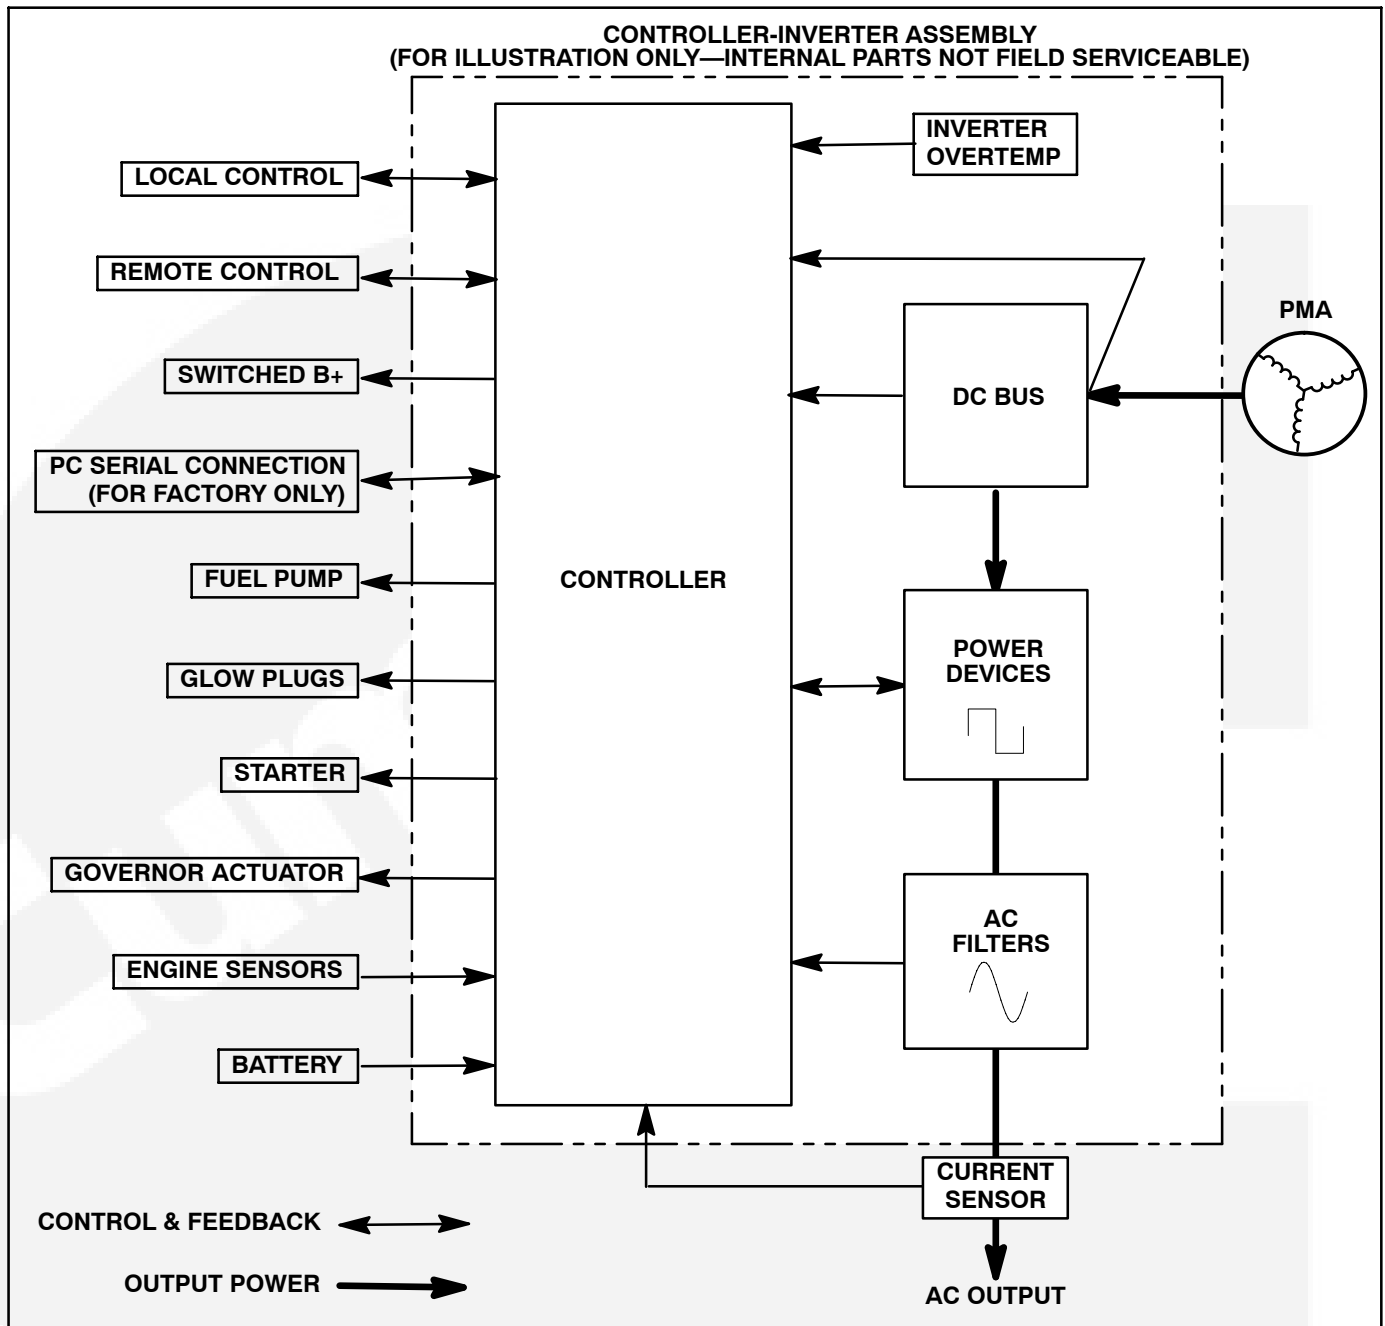 CONTROLLER-INVERTER ASSEMBLY
(FOR ILLUSTRATION ONLY—INTERNAL PARTS NOT FIELD SERVICEABLE)
INVERTER
OVERTEMP
LOCAL CONTROL
REMOTE CONTROL
PMA
SWITCHED B+
DC BUS
PC SERIAL CONNECTION
(FOR FACTORY ONLY)
FUEL PUMP
CONTROLLER
POWER
DEVICES
GLOW PLUGS
STARTER
GOVERNOR ACTUATOR
AC
FILTERS
ENGINE SENSORS
BATTERY
CURRENT
SENSOR
CONTROL & FEEDBACK
OUTPUT POWER
AC OUTPUT